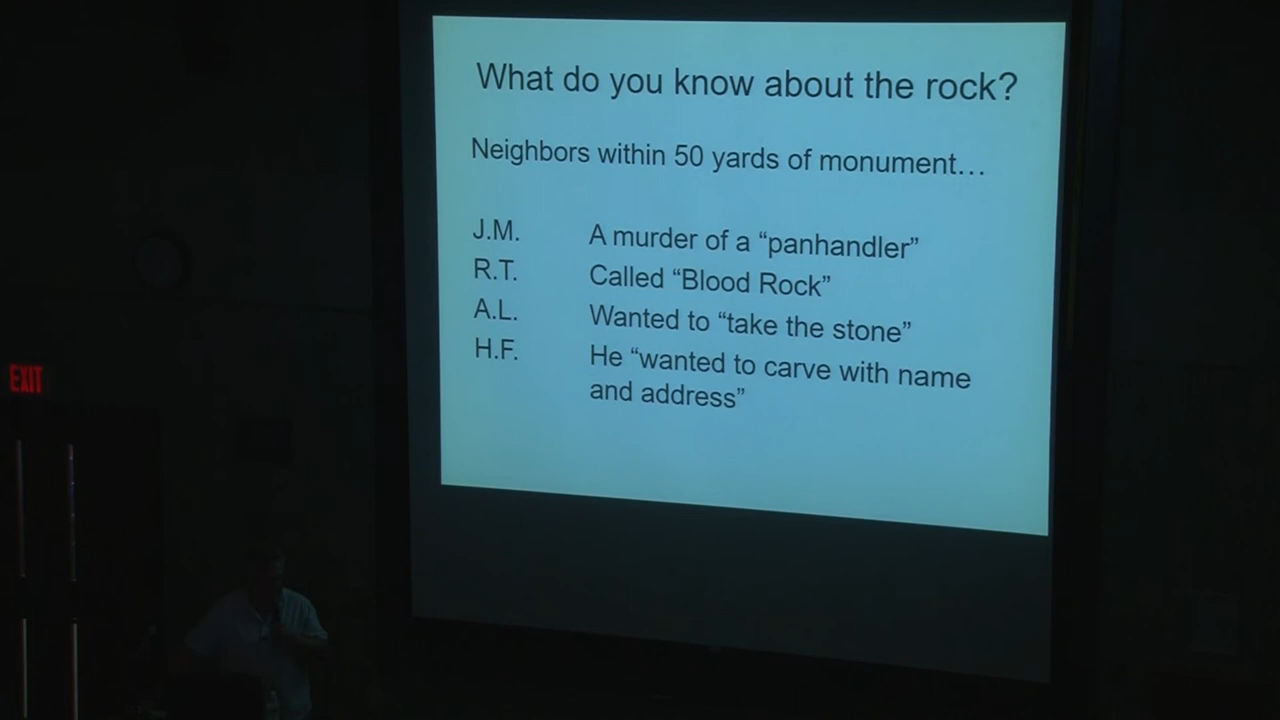 What do you know about the rock?
Neighbors within 50 yards of monument…
J.M. A murder of a “panhandler”
R.T. Called “Blood Rock”
A.L. Wanted to “take the stone”
H.F. He “wanted to carve with name
and address”
EXIT